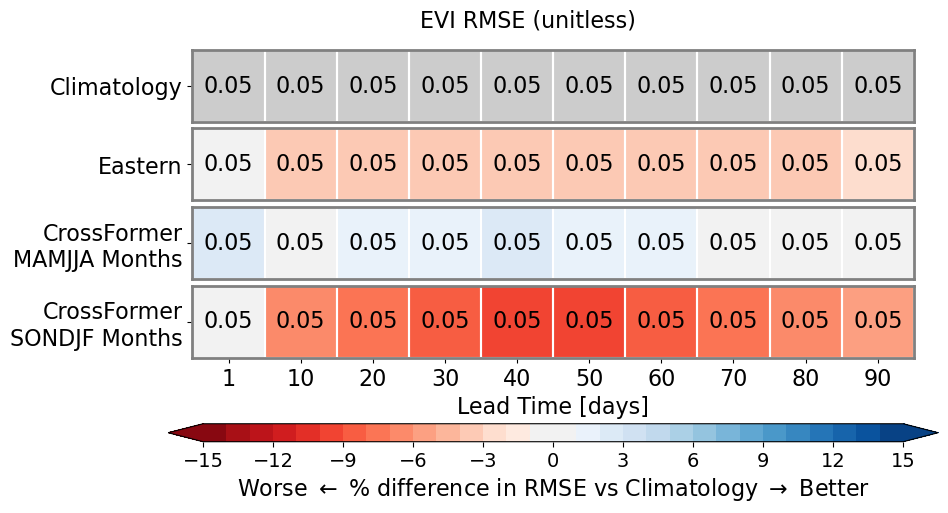 EVI RMSE (unitless)
Climatology 0.05 0.05 0.05 0.05 0.05 0.05 0.05 0.05 0.05 0.05
Eastern 0.05 0.05 0.05 0.05 0.05 0.05 0.05 0.05 0.05 0.05
CrossFormer
MAMJJA Months 0.05 0.05 0.05 0.05 0.05 0.05 0.05 0.05 0.05 0.05
CrossFormer
SONDJF Months 0.05 0.05 0.05 0.05 0.05 0.05 0.05 0.05 0.05 0.05
1 10 20 30 40 50 60 70 80 90
Lead Time [days]
−15 −12 −9 −6 −3 0 3 6 9 12 15
Worse ← % difference in RMSE vs Climatology → Better